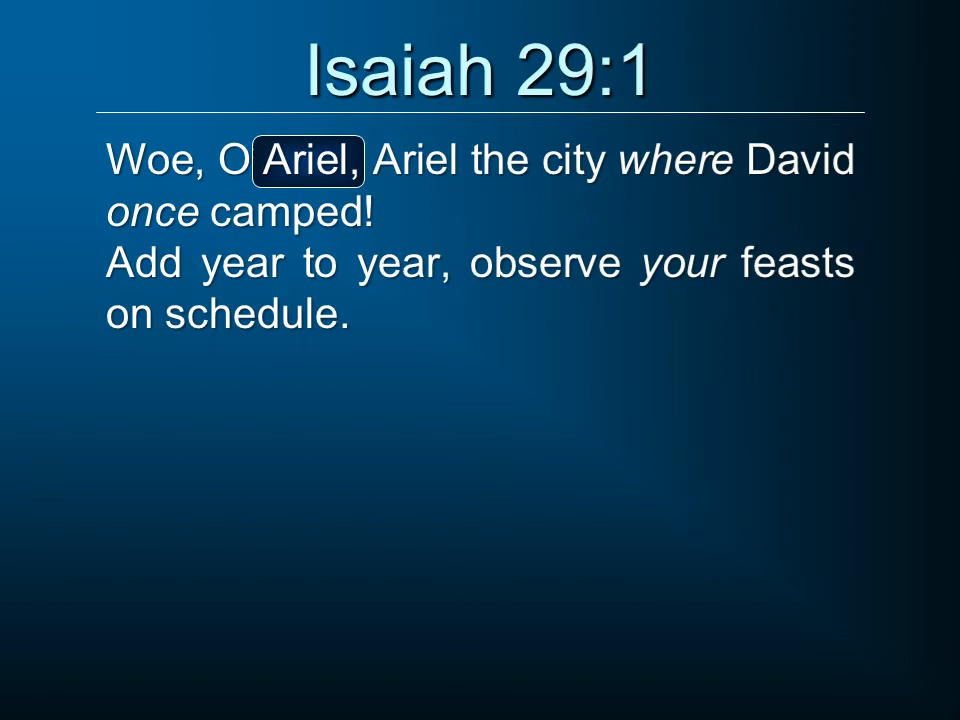 Isaiah 29:1
Woe, O Ariel, Ariel the city where David
once camped!
Add year to year, observe your feasts
on schedule.